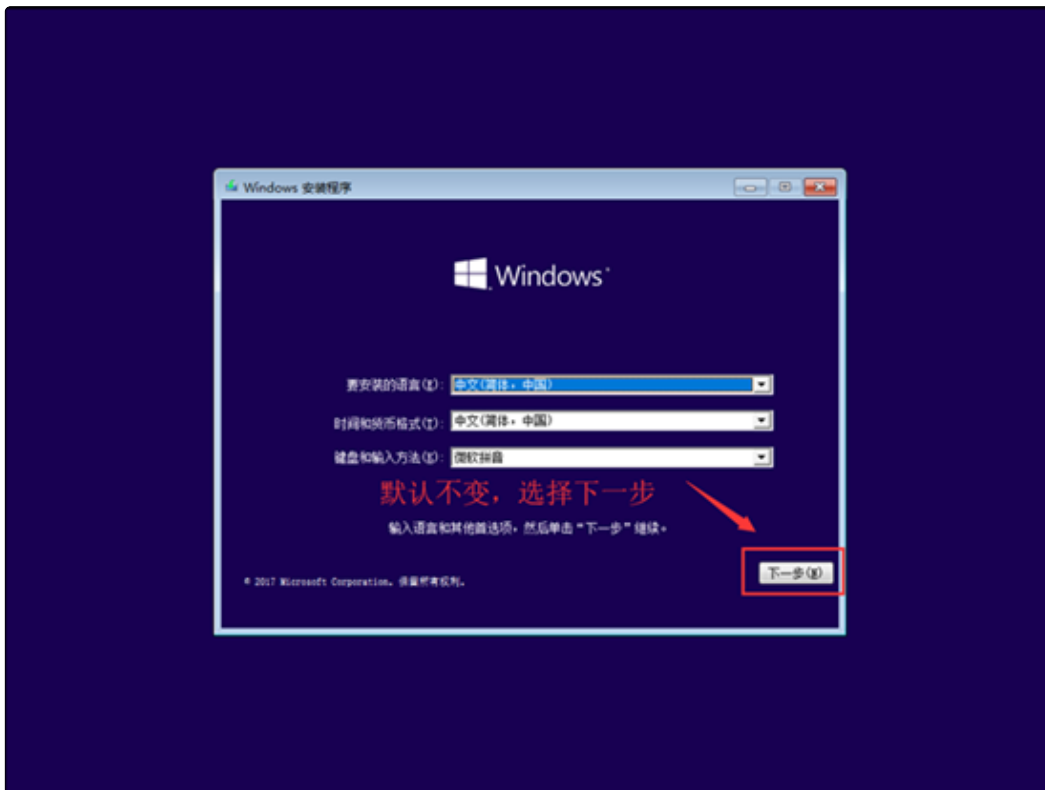 Windows 安装程序
Windows
要安装的语言(E): 中文(简体，中国)
时间和货币格式(T): 中文(简体，中国)
键盘和输入方法(K): 微软拼音
默认不变，选择下一步
输入语言和其他首选项，然后单击“下一步”继续。
© 2017 Microsoft Corporation。保留所有权利。
下一步(N)